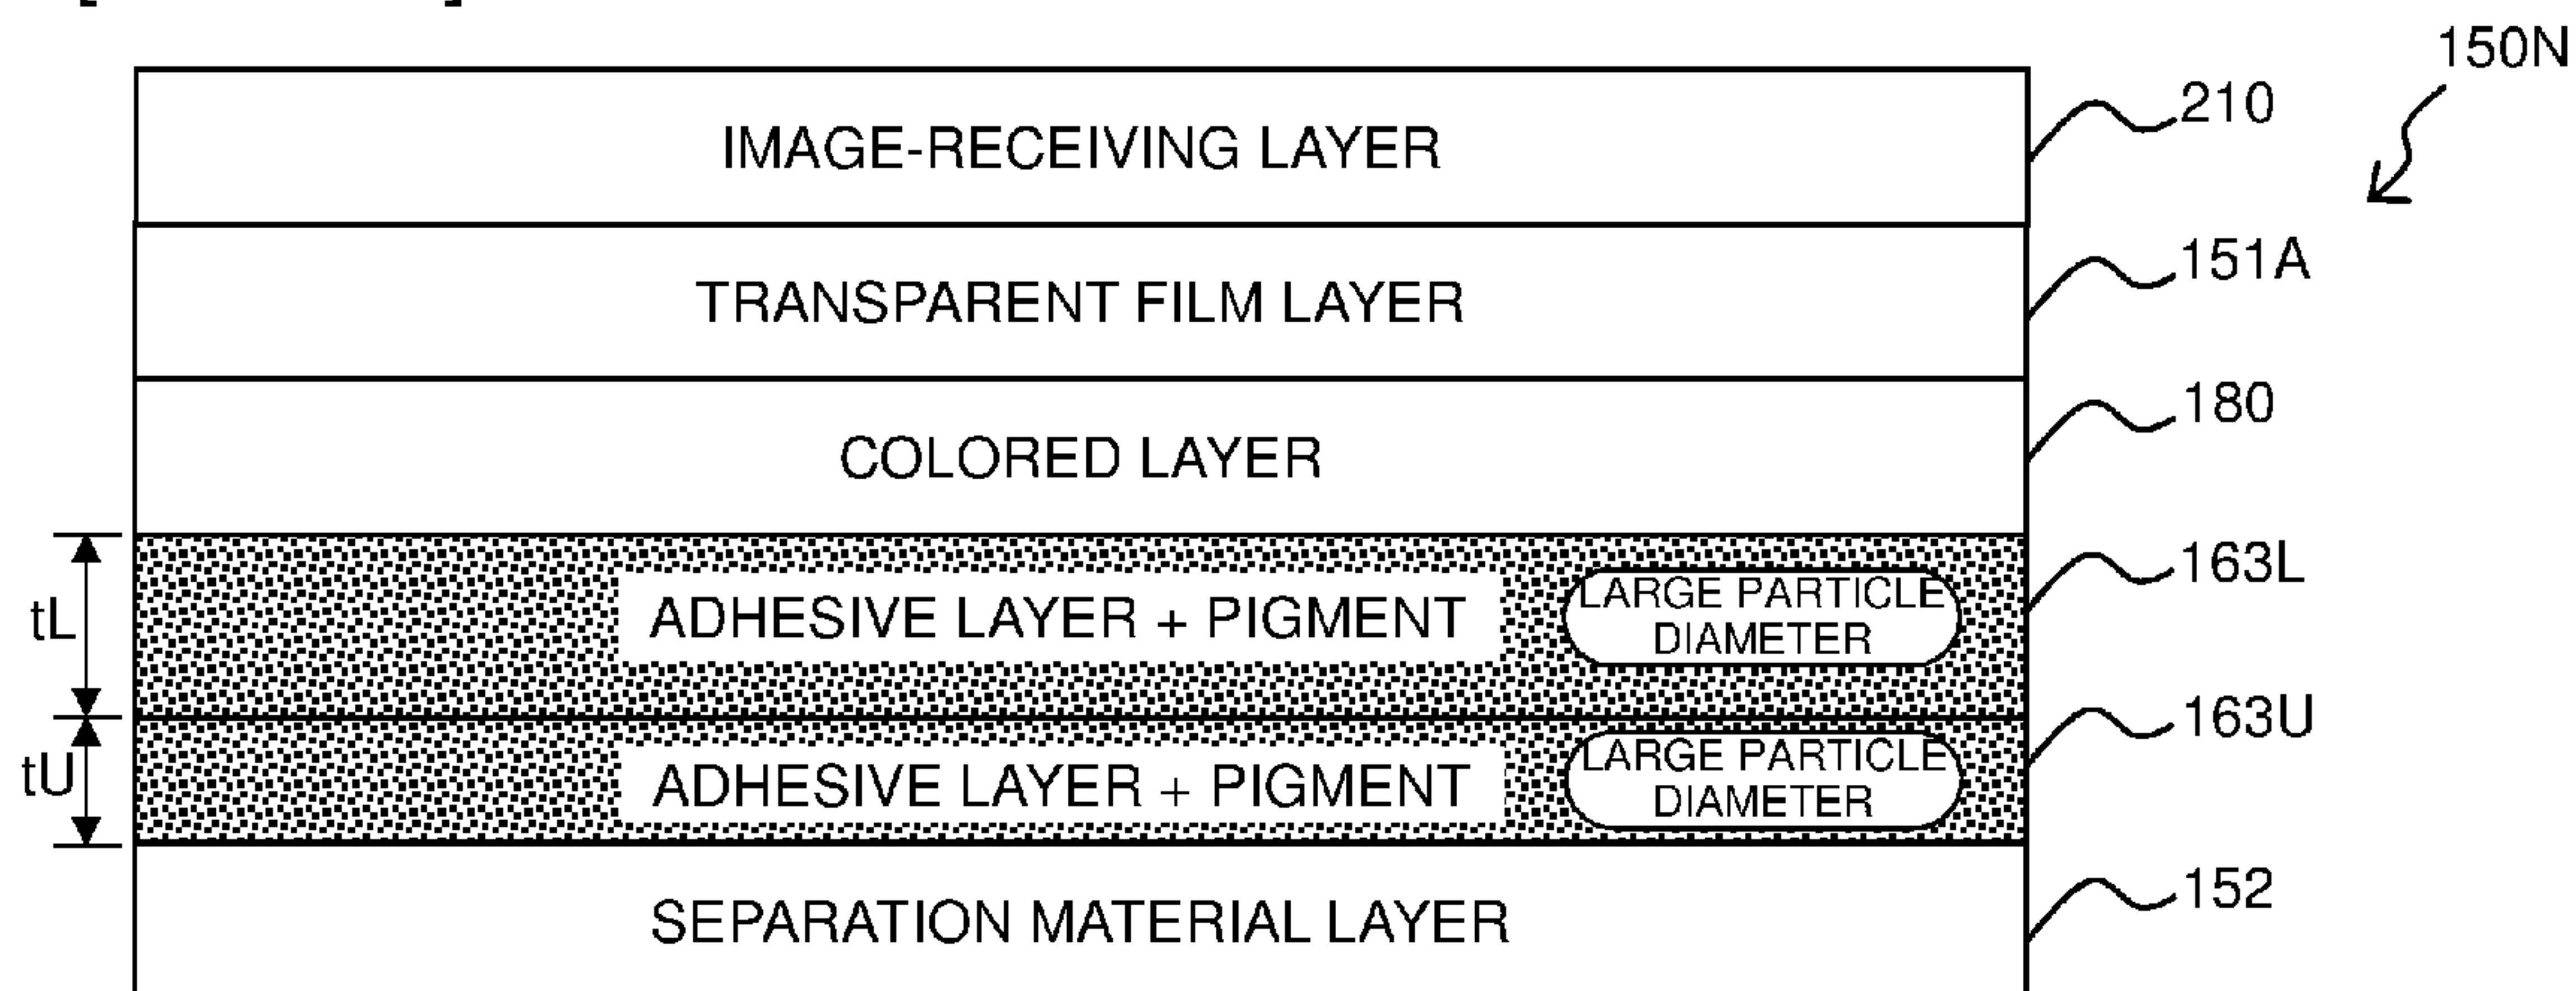 150N
IMAGE-RECEIVING LAYER
210
TRANSPARENT FILM LAYER
151A
COLORED LAYER
180
tL
ADHESIVE LAYER + PIGMENT
LARGE PARTICLE
DIAMETER
163L
tU
ADHESIVE LAYER + PIGMENT
LARGE PARTICLE
DIAMETER
163U
SEPARATION MATERIAL LAYER
152